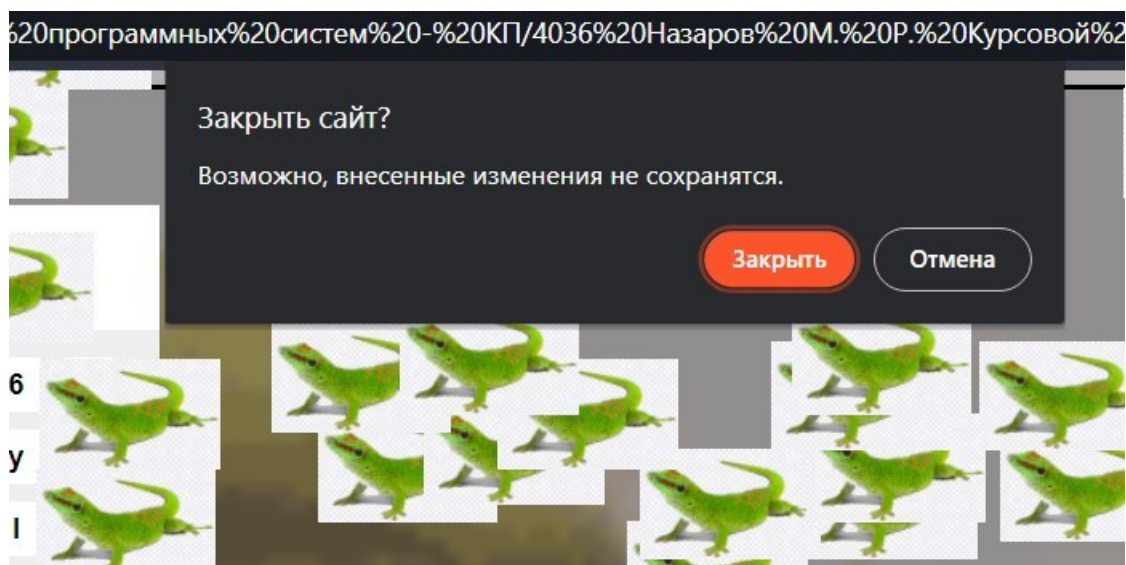 %20программных%20систем%20-%20КП/4036%20Назаров%20М.%20Р.%20Курсовой%2
Закрыть сайт?
Возможно, внесенные изменения не сохранятся.
Закрыть Отмена
6
y
l